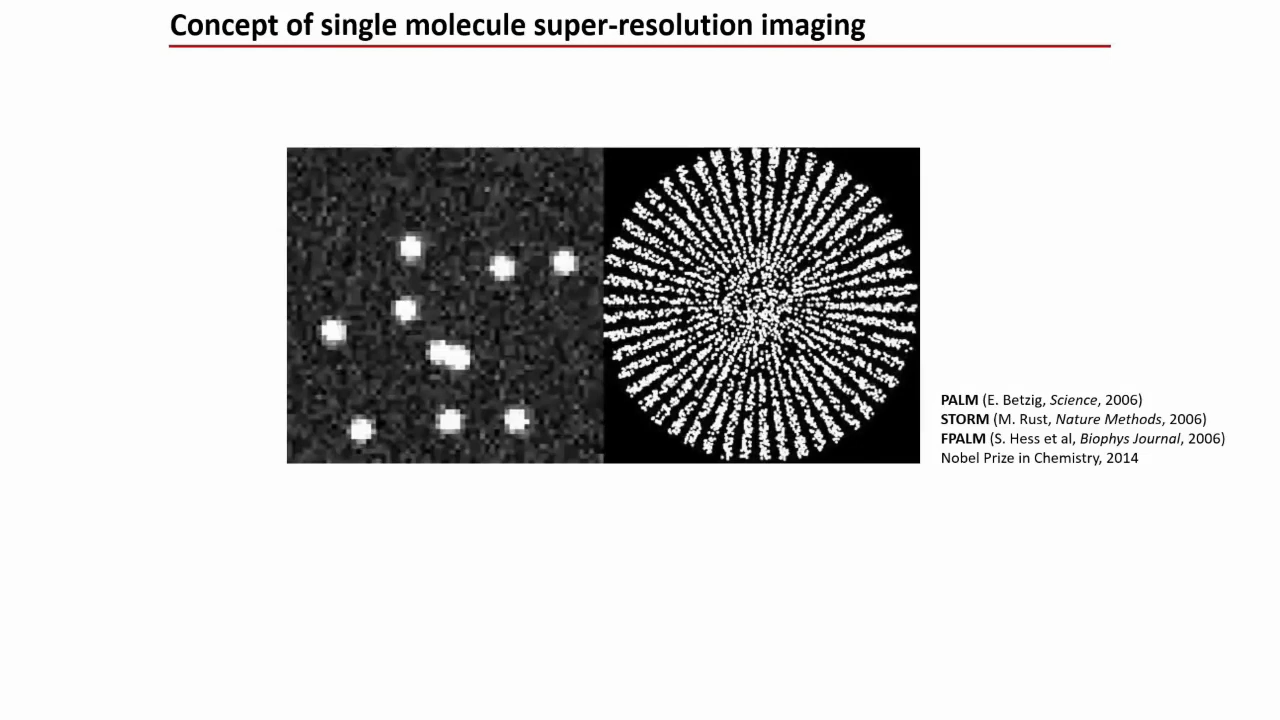 Concept of single molecule super-resolution imaging
PALM (E. Betzig, Science, 2006)
STORM (M. Rust, Nature Methods, 2006)
FPALM (S. Hess et al, Biophys Journal, 2006)
Nobel Prize in Chemistry, 2014